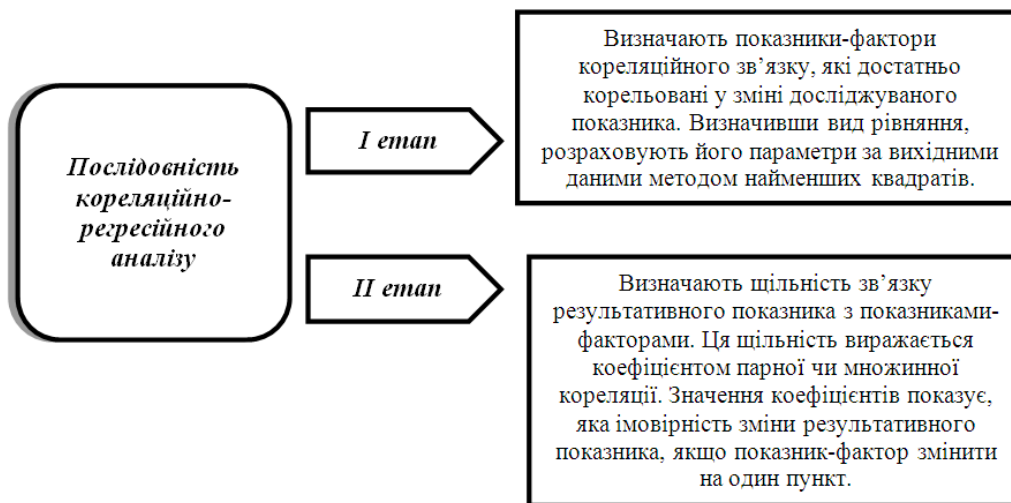 Послідовність
кореляційно-
регресійного
аналізу
I етап
Визначають показники-фактори
кореляційного зв’язку, які достатньо
корельовані у зміні досліджуваного
показника. Визначивши вид рівняння,
розраховують його параметри за вихідними
даними методом найменших квадратів.
II етап
Визначають щільність зв’язку
результативного показника з показниками-
факторами. Ця щільність виражається
коефіцієнтом парної чи множинної
кореляції. Значення коефіцієнтів показує,
яка імовірність зміни результативного
показника, якщо показник-фактор змінити
на один пункт.